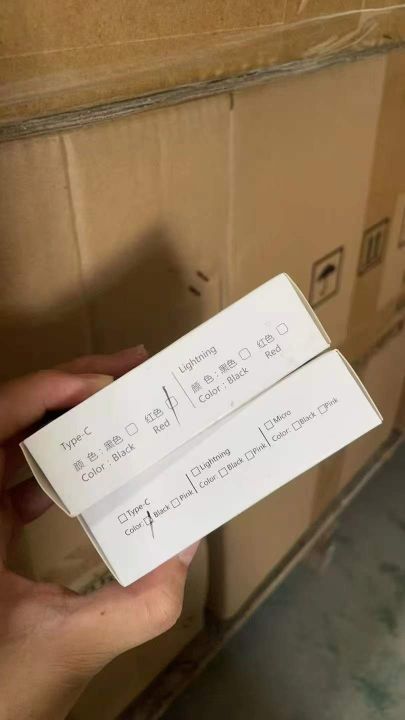 Type-C
颜 色 : 黑色 □ 红色 □
Color : Black Red
Lightning
颜 色 : 黑色 □ 红色 □
Color : Black Red
□ Type-C
Color: □ Black □ Pink
□ Lightning
Color: □ Black □ Pink
□ Micro
Color: □ Black □ Pink